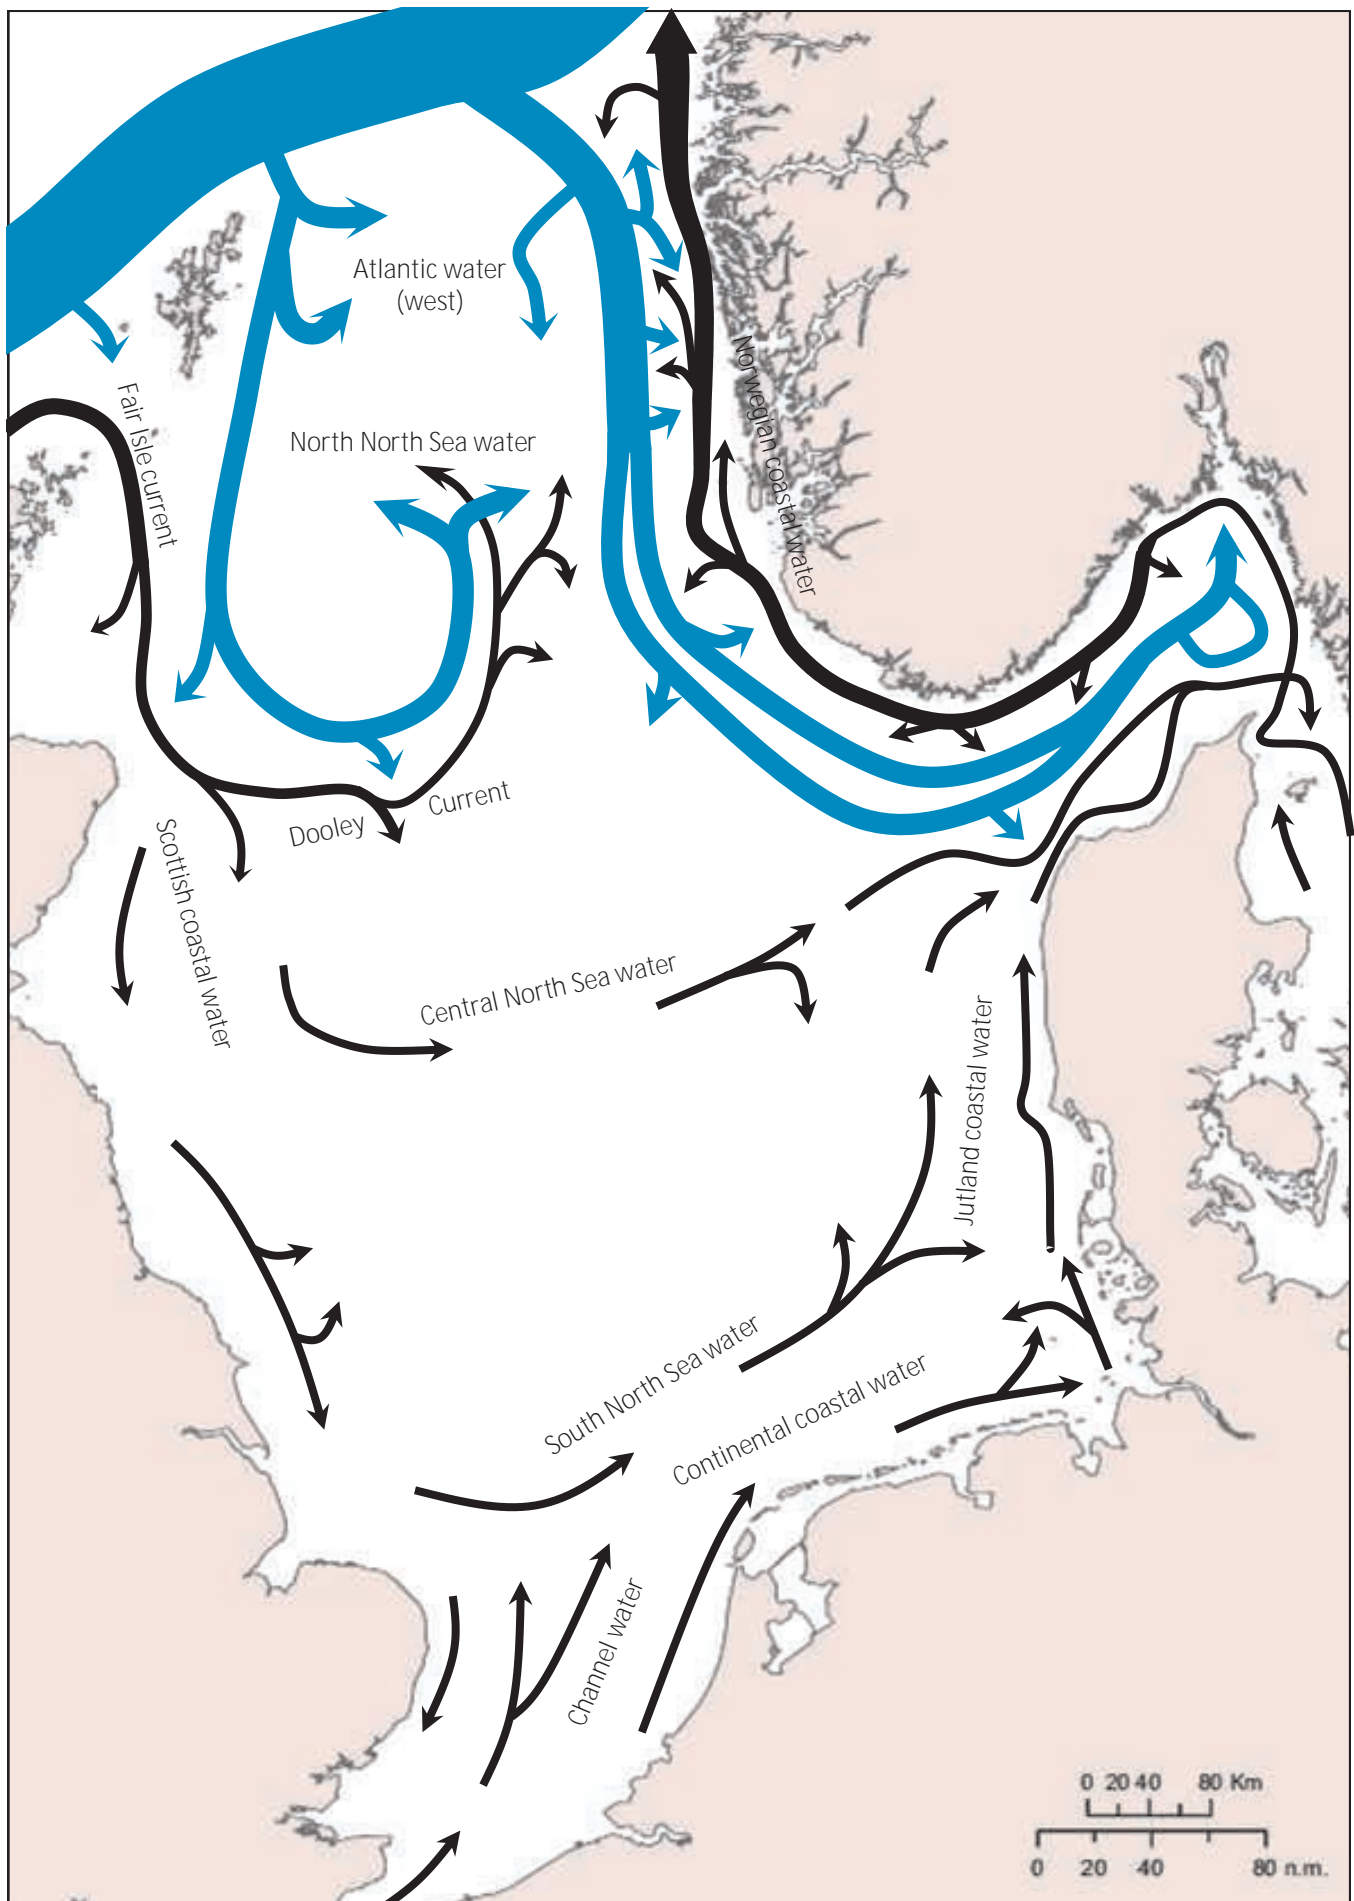 Atlantic water
(west)
Fair Isle current
North North Sea water
Norwegian coastal water
Dooley
Current
Scottish coastal water
Central North Sea water
Jutland coastal water
South North Sea water
Continental coastal water
Channel water
0 20 40 80 Km
0 20 40 80 n.m.